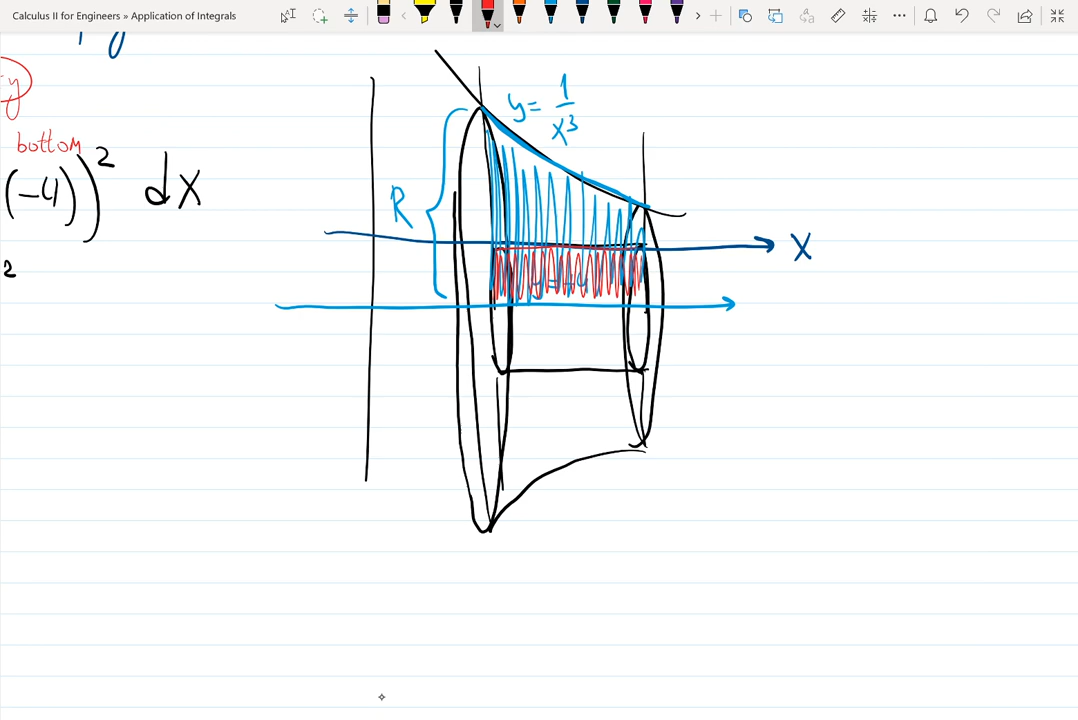 Calculus II for Engineers » Application of Integrals
y
bottom
(-4))² dx
2
y = 1/x³
R
x